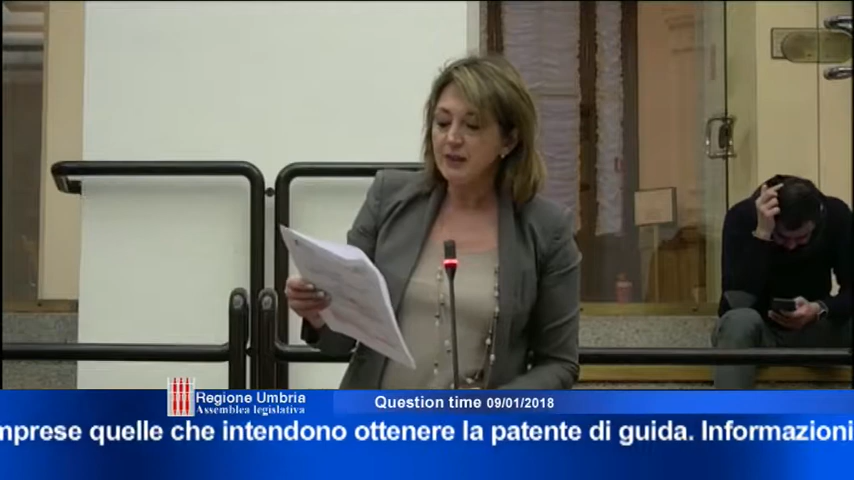 Regione Umbria
Assemblea legislativa
Question time 09/01/2018
mprese quelle che intendono ottenere la patente di guida. Informazioni